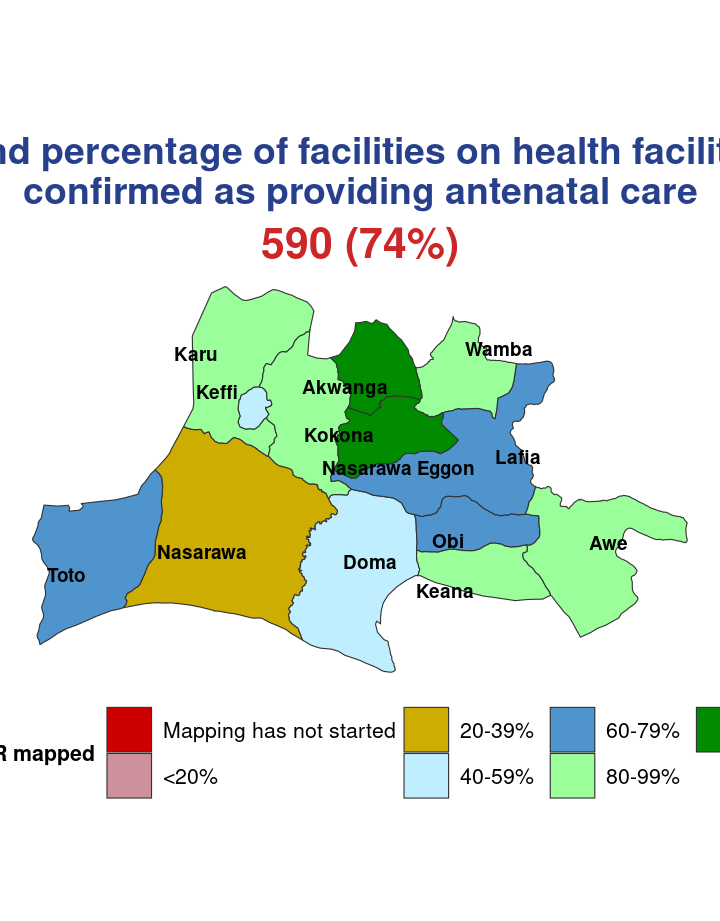 nd percentage of facilities on health facilit
confirmed as providing antenatal care
590 (74%)
Karu
Wamba
Keffi
Akwanga
Kokona
Lafia
Nasarawa Eggon
Obi
Awe
Nasarawa
Doma
Toto
Keana
Mapping has not started
20-39%
60-79%
R mapped
<20%
40-59%
80-99%